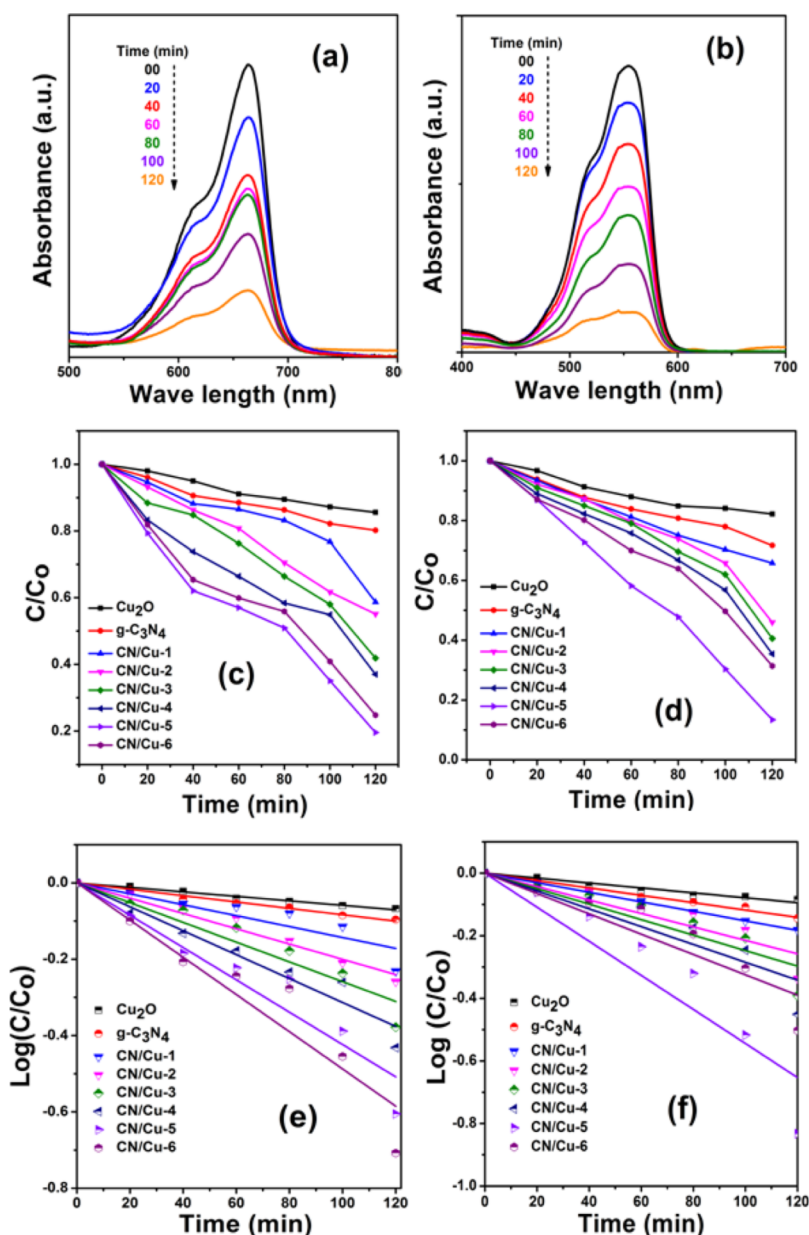 Time (min)
00
20
40
60
80
100
120
(a)
Absorbance (a.u.)
500 600 700 80
Wave length (nm)
Time (min)
00
20
40
60
80
100
120
(b)
Absorbance (a.u.)
400 500 600 700
Wave length (nm)
1.0
0.8
0.6
0.4
0.2
C/Co
Cu₂O
g-C₃N₄
CN/Cu-1
CN/Cu-2
CN/Cu-3
CN/Cu-4
CN/Cu-5
CN/Cu-6
(c)
0 20 40 60 80 100 120
Time (min)
1.0
0.8
0.6
0.4
0.2
0.0
C/Co
Cu₂O
g-C₃N₄
CN/Cu-1
CN/Cu-2
CN/Cu-3
CN/Cu-4
CN/Cu-5
CN/Cu-6
(d)
0 20 40 60 80 100 120
Time (min)
0.0
-0.2
-0.4
-0.6
-0.8
Log(C/Co)
Cu₂O
g-C₃N₄
CN/Cu-1
CN/Cu-2
CN/Cu-3
CN/Cu-4
CN/Cu-5
CN/Cu-6
(e)
0 20 40 60 80 100 120
Time (min)
0.0
-0.2
-0.4
-0.6
-0.8
-1.0
Log (C/Co)
Cu₂O
g-C₃N₄
CN/Cu-1
CN/Cu-2
CN/Cu-3
CN/Cu-4
CN/Cu-5
CN/Cu-6
(f)
0 20 40 60 80 100 120
Time (min)